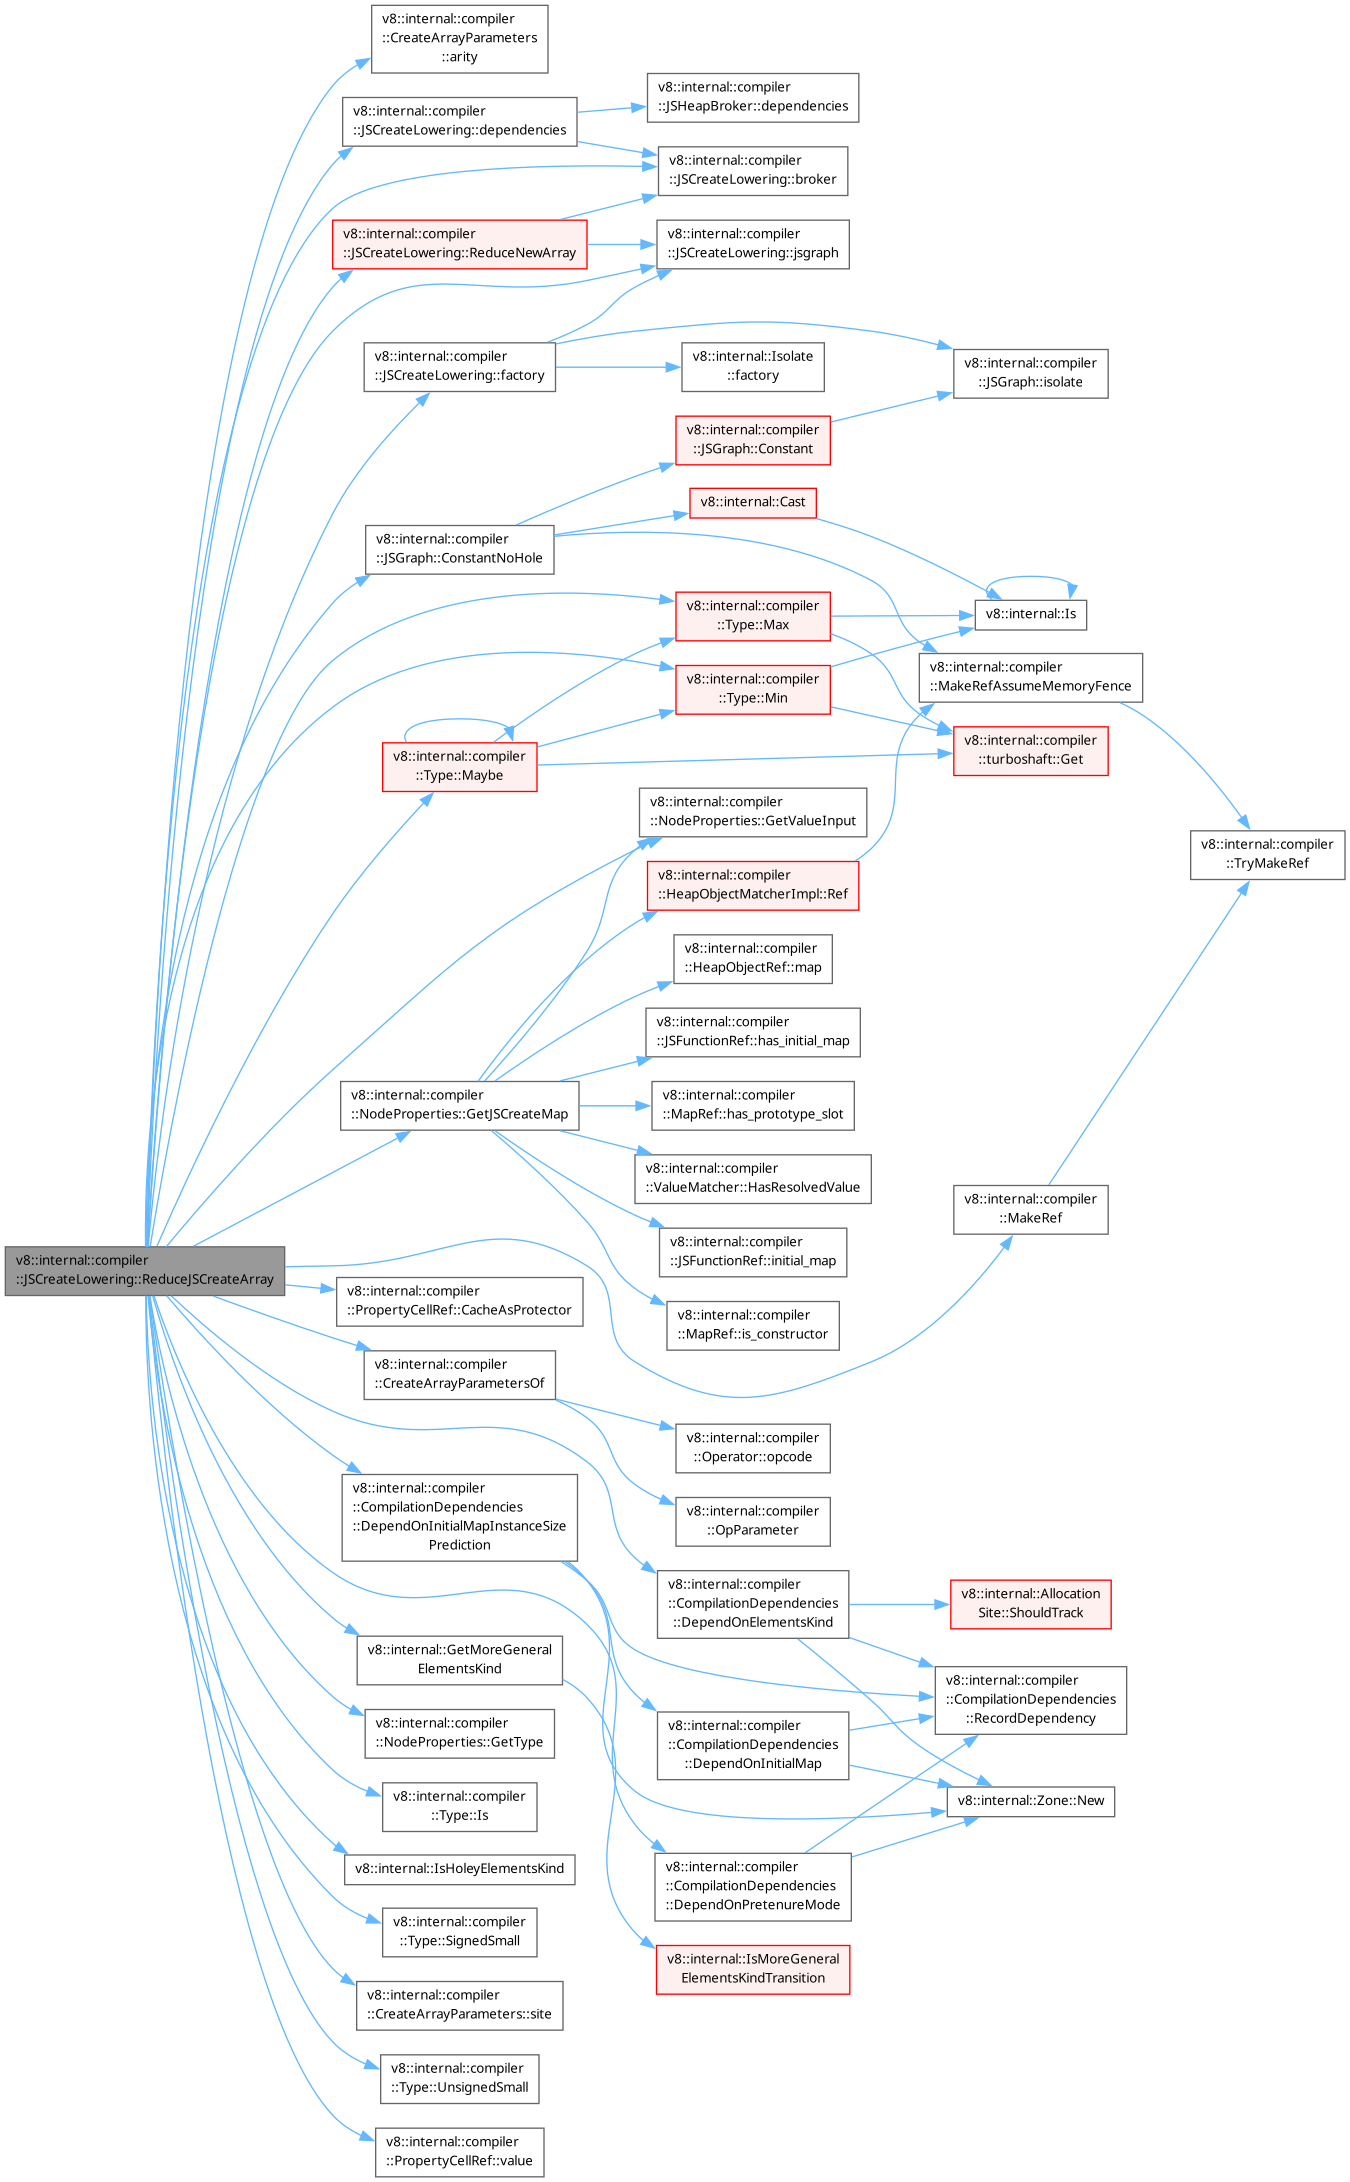 v8::internal::compiler
::CreateArrayParameters
::arity
v8::internal::compiler
::JSHeapBroker::dependencies
v8::internal::compiler
::JSCreateLowering::dependencies
v8::internal::compiler
::JSCreateLowering::broker
v8::internal::compiler
::JSCreateLowering::ReduceNewArray
v8::internal::compiler
::JSCreateLowering::jsgraph
v8::internal::compiler
::JSCreateLowering::factory
v8::internal::Isolate
::factory
v8::internal::compiler
::JSGraph::isolate
v8::internal::compiler
::JSGraph::Constant
v8::internal::Cast
v8::internal::compiler
::JSGraph::ConstantNoHole
v8::internal::compiler
::Type::Max
v8::internal::Is
v8::internal::compiler
::MakeRefAssumeMemoryFence
v8::internal::compiler
::Type::Min
v8::internal::compiler
::Type::Maybe
v8::internal::compiler
::turboshaft::Get
v8::internal::compiler
::NodeProperties::GetValueInput
v8::internal::compiler
::TryMakeRef
v8::internal::compiler
::HeapObjectMatcherImpl::Ref
v8::internal::compiler
::HeapObjectRef::map
v8::internal::compiler
::JSFunctionRef::has_initial_map
v8::internal::compiler
::NodeProperties::GetJSCreateMap
v8::internal::compiler
::MapRef::has_prototype_slot
v8::internal::compiler
::ValueMatcher::HasResolvedValue
v8::internal::compiler
::MakeRef
v8::internal::compiler
::JSFunctionRef::initial_map
v8::internal::compiler
::JSCreateLowering::ReduceJSCreateArray
v8::internal::compiler
::PropertyCellRef::CacheAsProtector
v8::internal::compiler
::MapRef::is_constructor
v8::internal::compiler
::CreateArrayParametersOf
v8::internal::compiler
::Operator::opcode
v8::internal::compiler
::CompilationDependencies
::DependOnInitialMapInstanceSize
Prediction
v8::internal::compiler
::OpParameter
v8::internal::compiler
::CompilationDependencies
::DependOnElementsKind
v8::internal::Allocation
Site::ShouldTrack
v8::internal::GetMoreGeneral
ElementsKind
v8::internal::compiler
::CompilationDependencies
::RecordDependency
v8::internal::compiler
::NodeProperties::GetType
v8::internal::compiler
::CompilationDependencies
::DependOnInitialMap
v8::internal::compiler
::Type::Is
v8::internal::Zone::New
v8::internal::IsHoleyElementsKind
v8::internal::compiler
::CompilationDependencies
::DependOnPretenureMode
v8::internal::compiler
::Type::SignedSmall
v8::internal::IsMoreGeneral
ElementsKindTransition
v8::internal::compiler
::CreateArrayParameters::site
v8::internal::compiler
::Type::UnsignedSmall
v8::internal::compiler
::PropertyCellRef::value